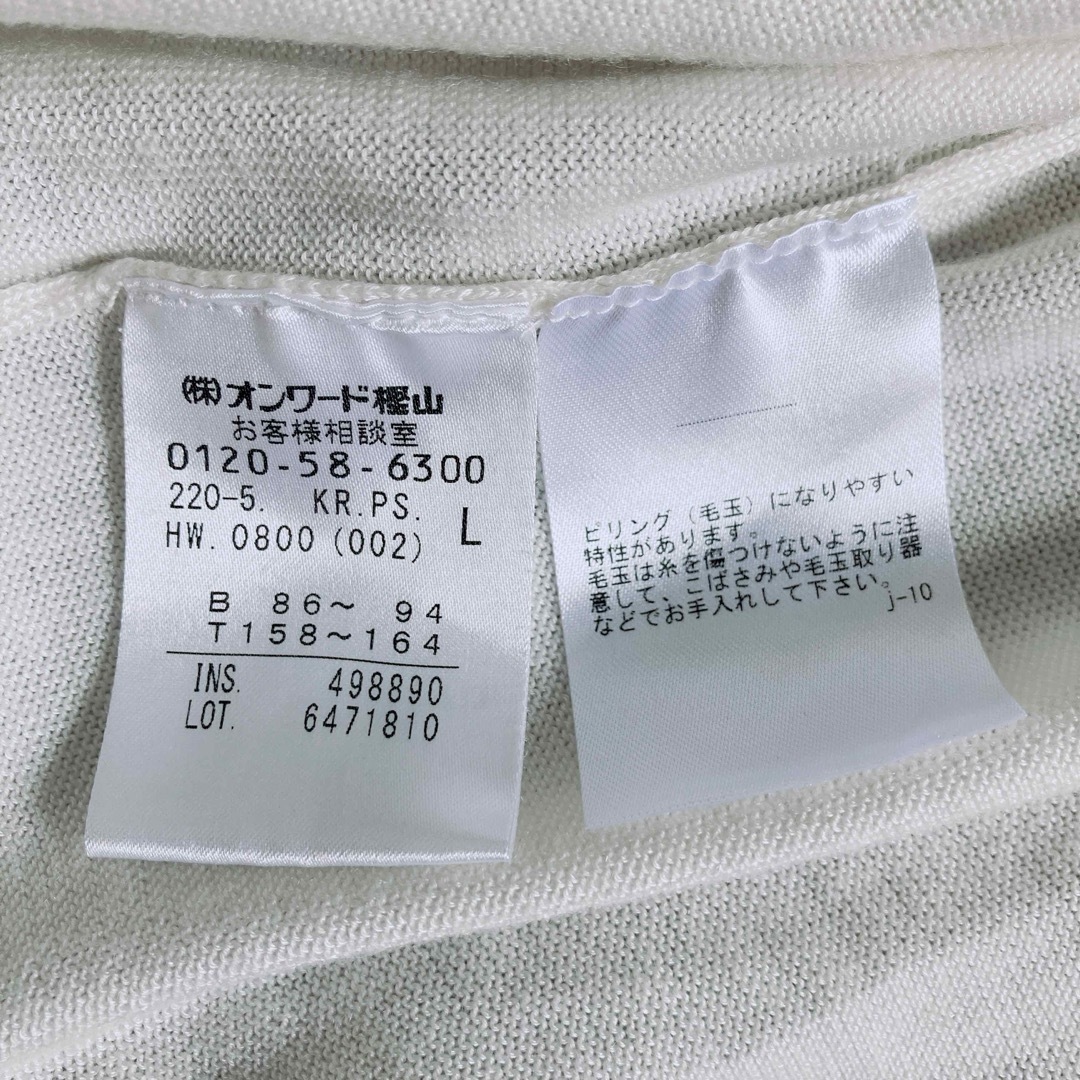 ㈱オンワード樫山
お客様相談室
0120-58-6300
220-5. KR.PS. L
HW. 0800 (002)
B 86～ 94
T158～164
INS. 498890
LOT. 6471810
ピリング（毛玉）になりやすい
特性があります。
毛玉は糸を傷つけないように注
意して、こばさみや毛玉取り器
などでお手入れして下さい。
j-10